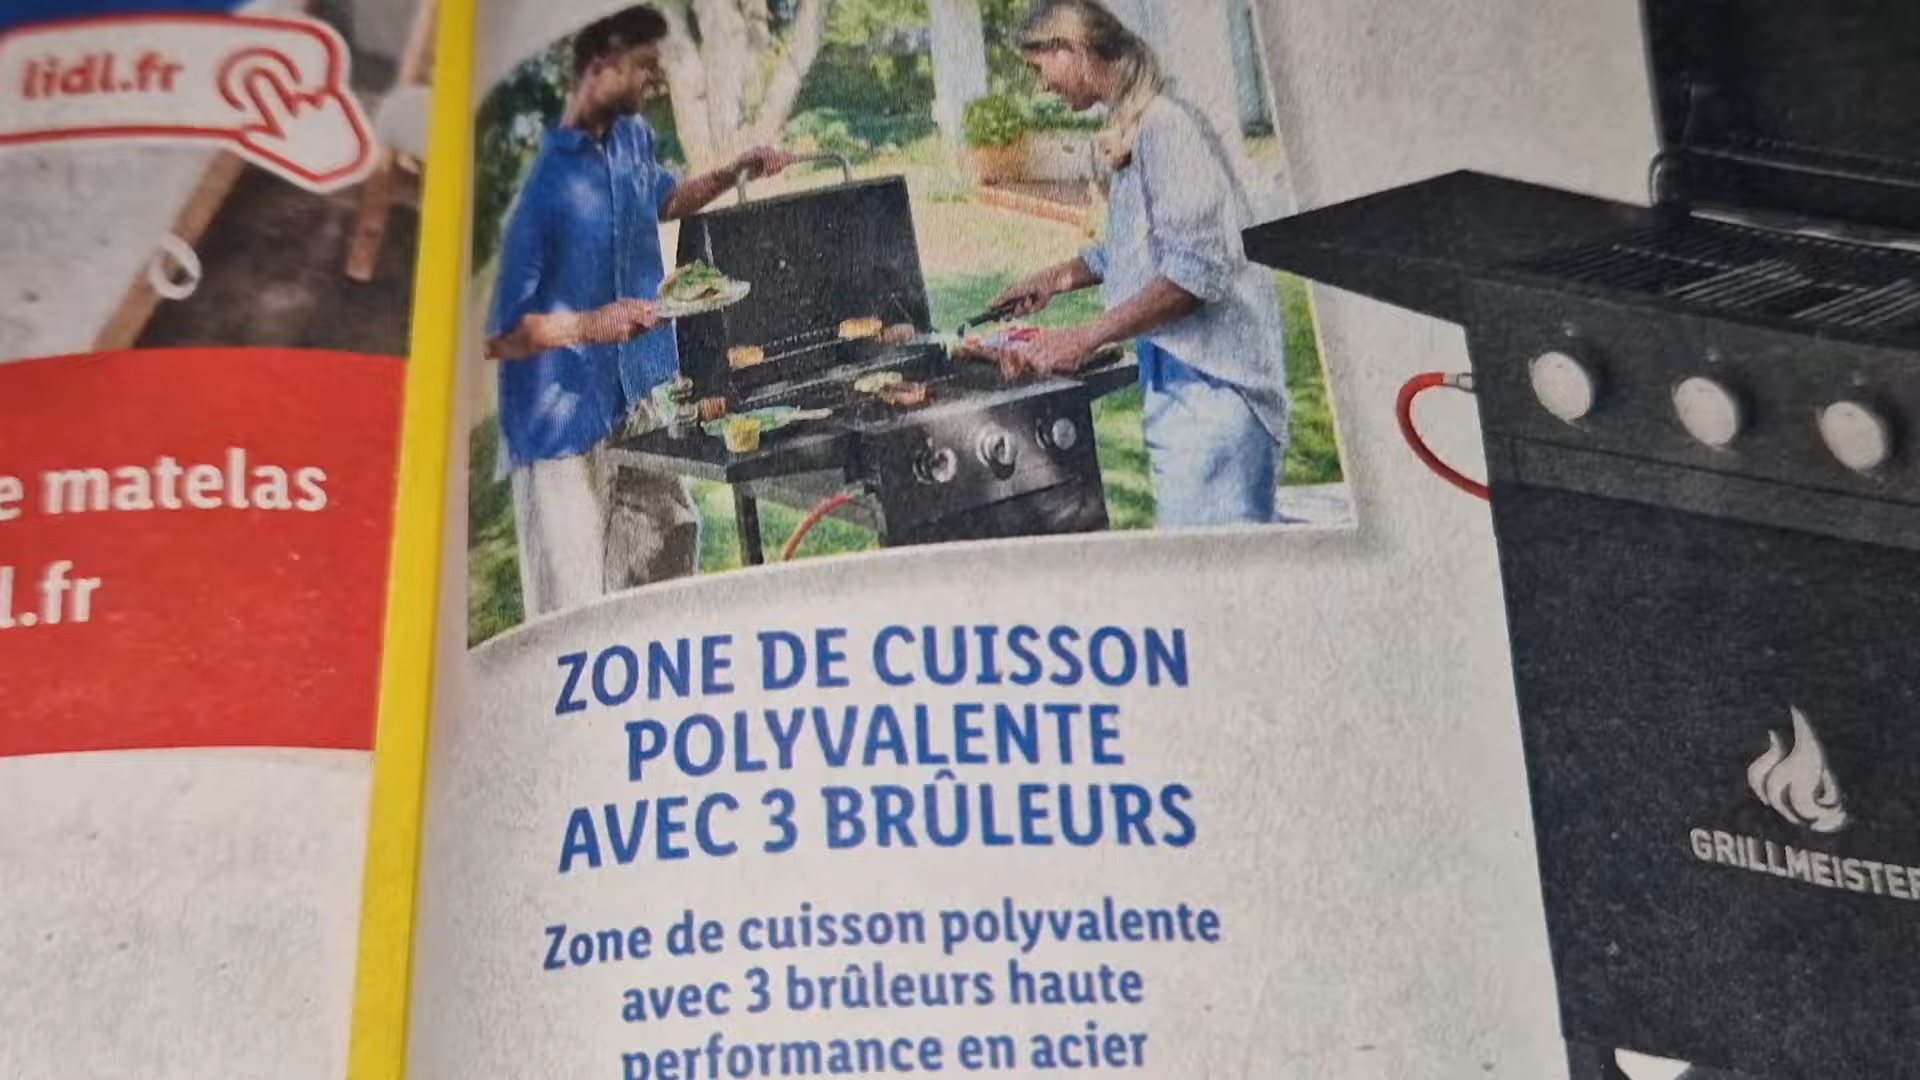 lidl.fr
e matelas
l.fr
ZONE DE CUISSON
POLYVALENTE
AVEC 3 BRÛLEURS
Zone de cuisson polyvalente
avec 3 brûleurs haute
performance en acier
GRILLMEISTER